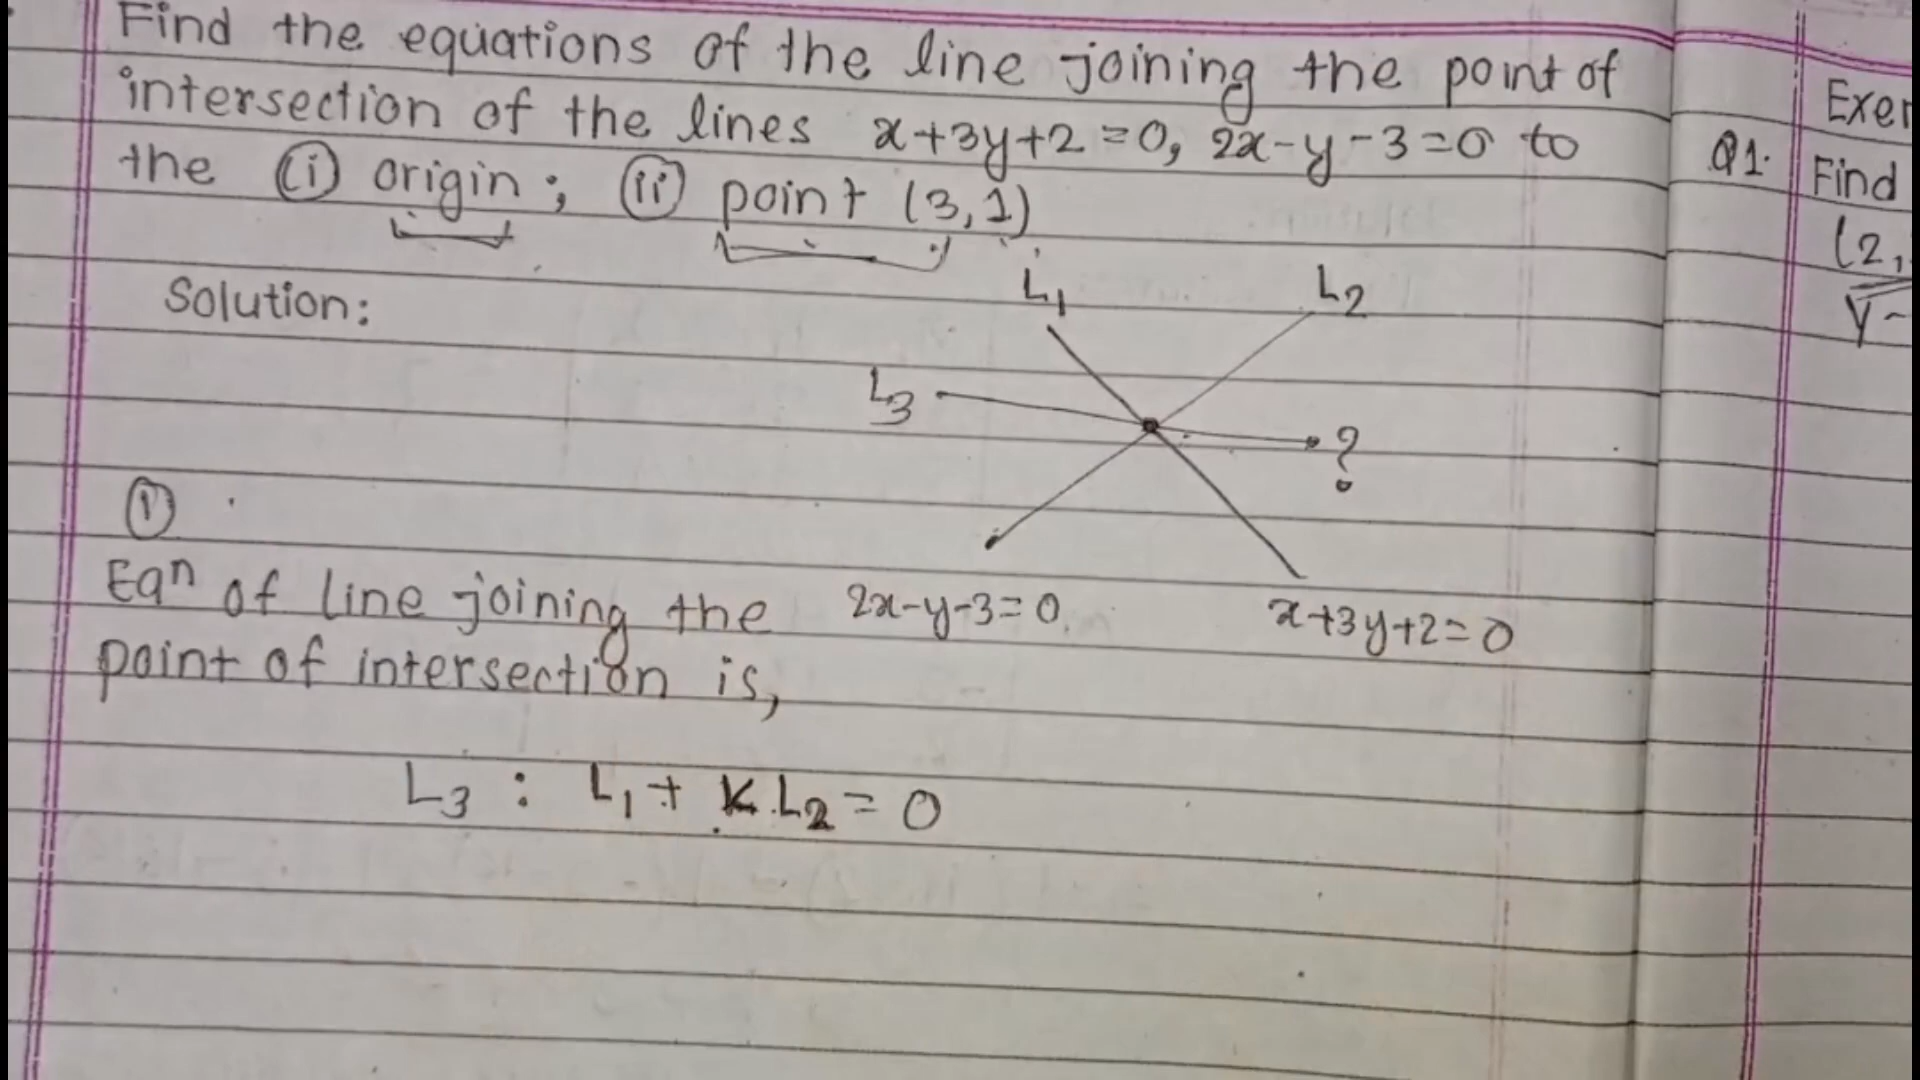 Find the equations of the line joining the point of
intersection of the lines x+3y+2=0, 2x-y-3=0 to
the (i) origin; (ii) point (3,1)
Solution:
L1
L2
L3
?
(i)
Eqn of line joining the
point of intersection is,
2x-y-3=0
x+3y+2=0
L3 : L1 + K.L2 = 0
Q1.
Find
(2,
y-